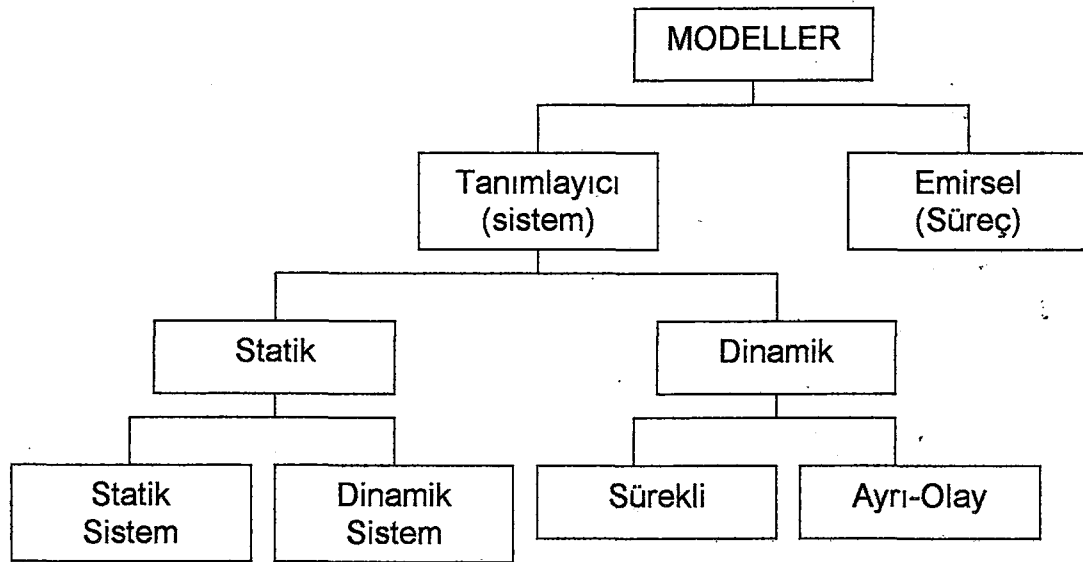 MODELLER
Tanımlayıcı
(sistem)
Emirsel
(Süreç)
Statik
Dinamik
Statik
Sistem
Dinamik
Sistem
Sürekli
Ayrı-Olay